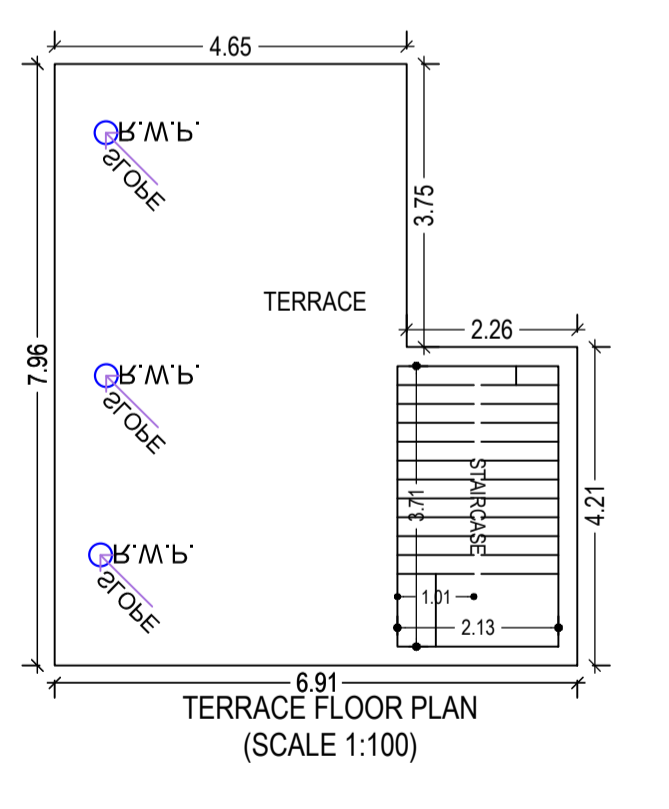 4.65
R.W.P.
SLOPE
3.75
TERRACE
2.26
7.96
R.W.P.
SLOPE
STAIRCASE
3.71
4.21
R.W.P.
SLOPE
1.01
2.13
6.91
TERRACE FLOOR PLAN
(SCALE 1:100)